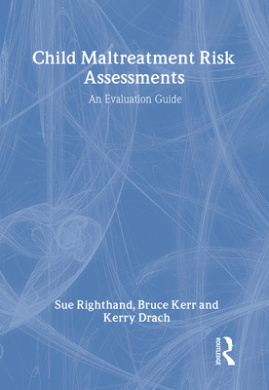 Child Maltreatment Risk
Assessments
An Evaluation Guide
Sue Righthand, Bruce Kerr and
Kerry Drach
ROUTLEDGE